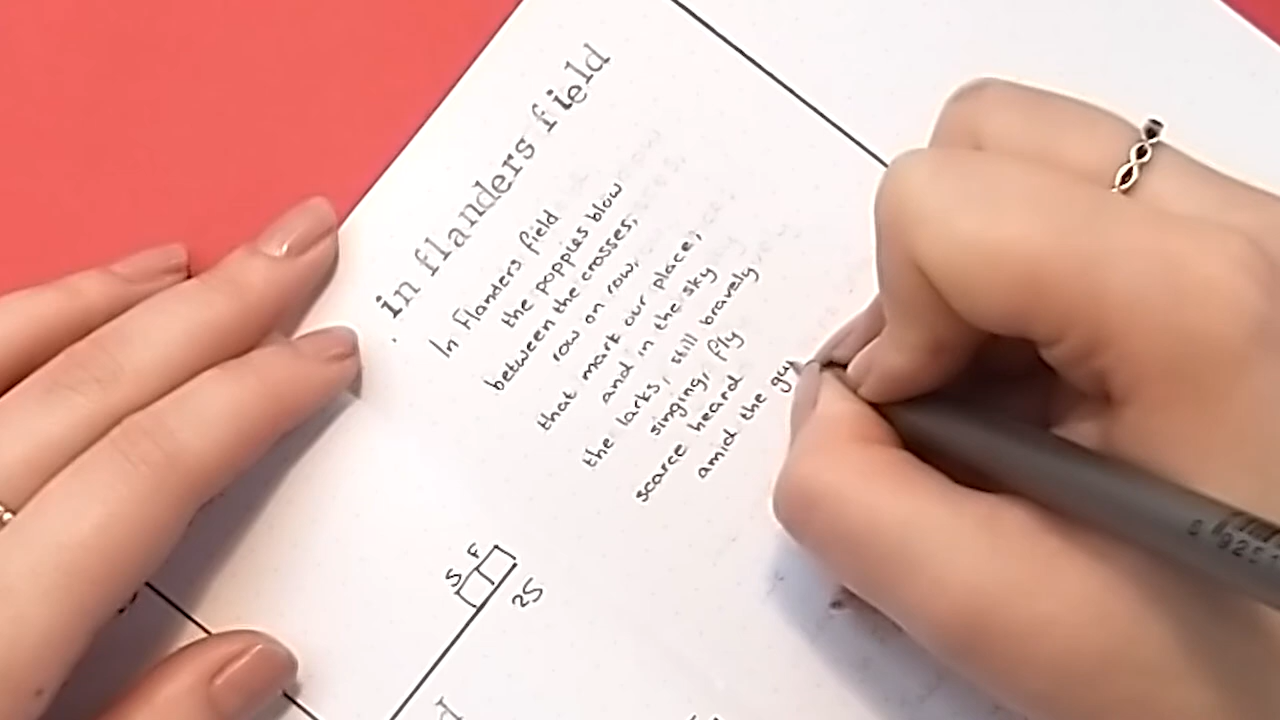 in flanders field
In Flanders field
the poppies blow
between the crosses,
row on row,
that mark our place,
and in the sky
the larks, still bravely
singing, fly
scarce heard
amid the gu
S F
25